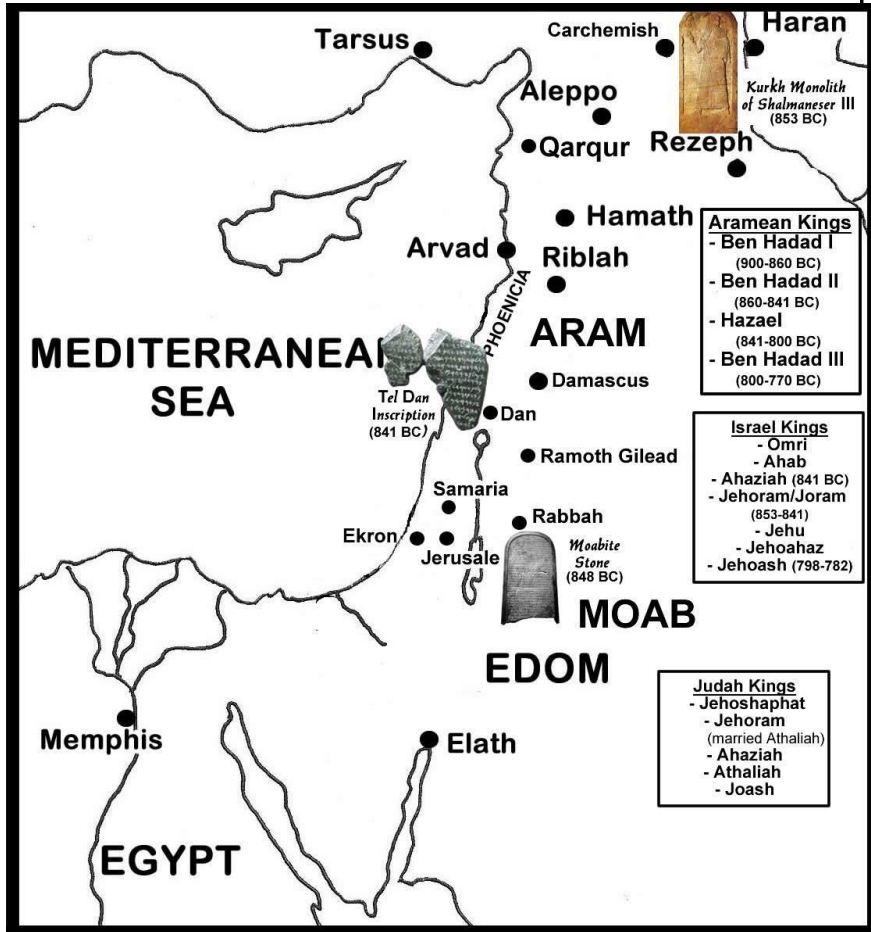 Tarsus
Carchemish
Haran
Aleppo
Kurkh Monolith
of Shalmaneser III
(853 BC)
Qarqur
Rezeph
Hamath
Arvad
Riblah
PHOENICIA
ARAM
MEDITERRANEAN
SEA
Tel Dan
Inscription
(841 BC)
Damascus
Dan
Ramoth Gilead
Samaria
Rabbah
Ekron
Jerusale
Moabite
Stone
(848 BC)
MOAB
EDOM
Memphis
Elath
EGYPT
Aramean Kings
- Ben Hadad I
(900-860 BC)
- Ben Hadad II
(860-841 BC)
- Hazael
(841-800 BC)
- Ben Hadad III
(800-770 BC)
Israel Kings
- Omri
- Ahab
- Ahaziah (841 BC)
- Jehoram/Joram
(853-841)
- Jehu
- Jehoahaz
- Jehoash (798-782)
Judah Kings
- Jehoshaphat
- Jehoram
(married Athaliah)
- Ahaziah
- Athaliah
- Joash